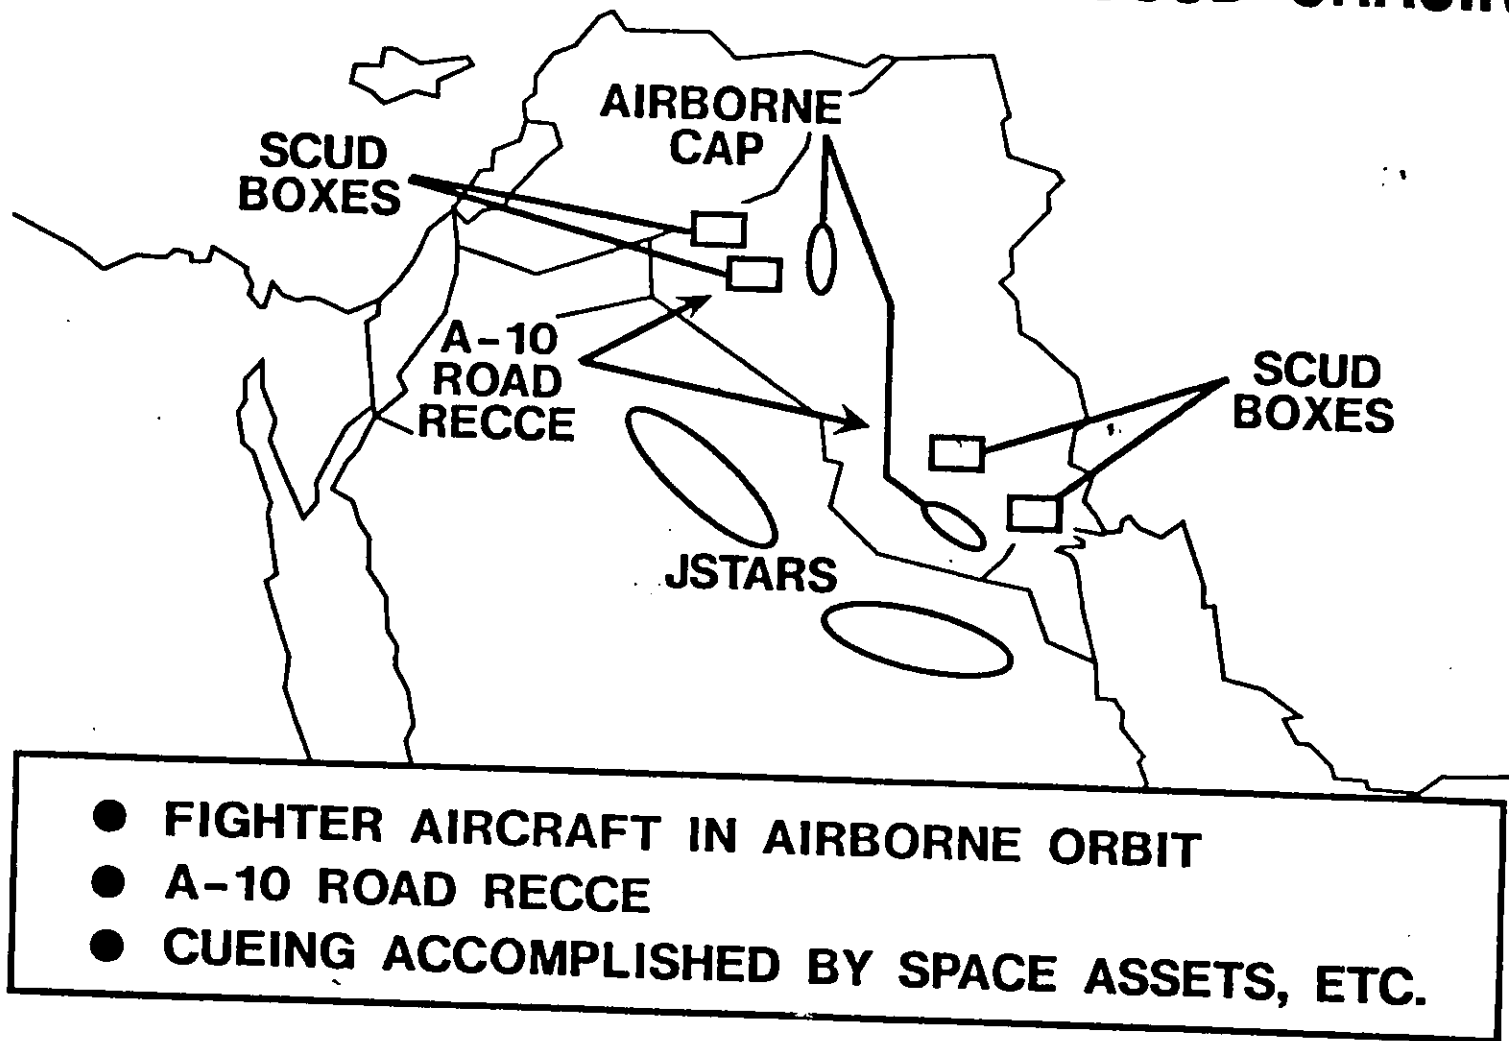 AIRBORNE
CAP
SCUD
BOXES
A-10
ROAD
RECCE
SCUD
BOXES
JSTARS
● FIGHTER AIRCRAFT IN AIRBORNE ORBIT
● A-10 ROAD RECCE
● CUEING ACCOMPLISHED BY SPACE ASSETS, ETC.